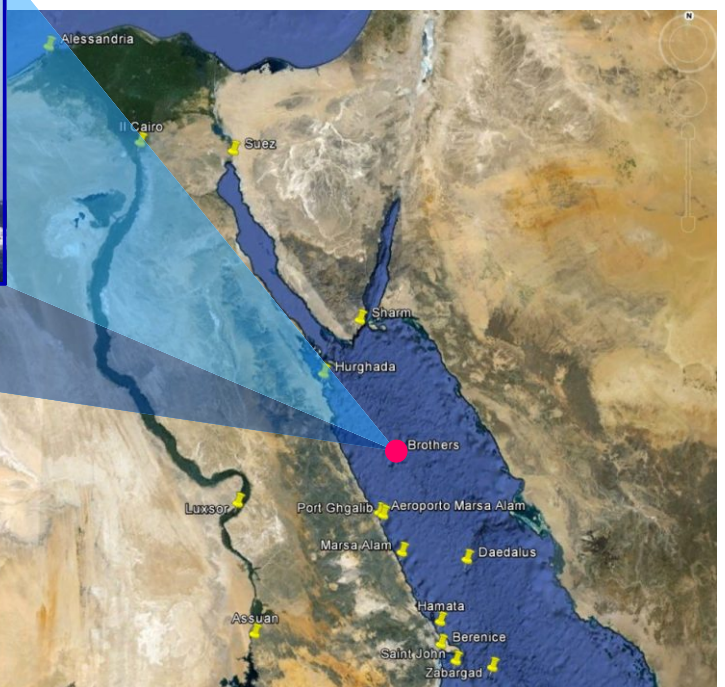 N
Alessandria
Il Cairo
Suez
Sharm
Hurghada
Brothers
Luxsor
Port Ghgalib
Aeroporto Marsa Alam
Marsa Alam
Daedalus
Hamata
Assuan
Berenice
Saint John
Zabargad